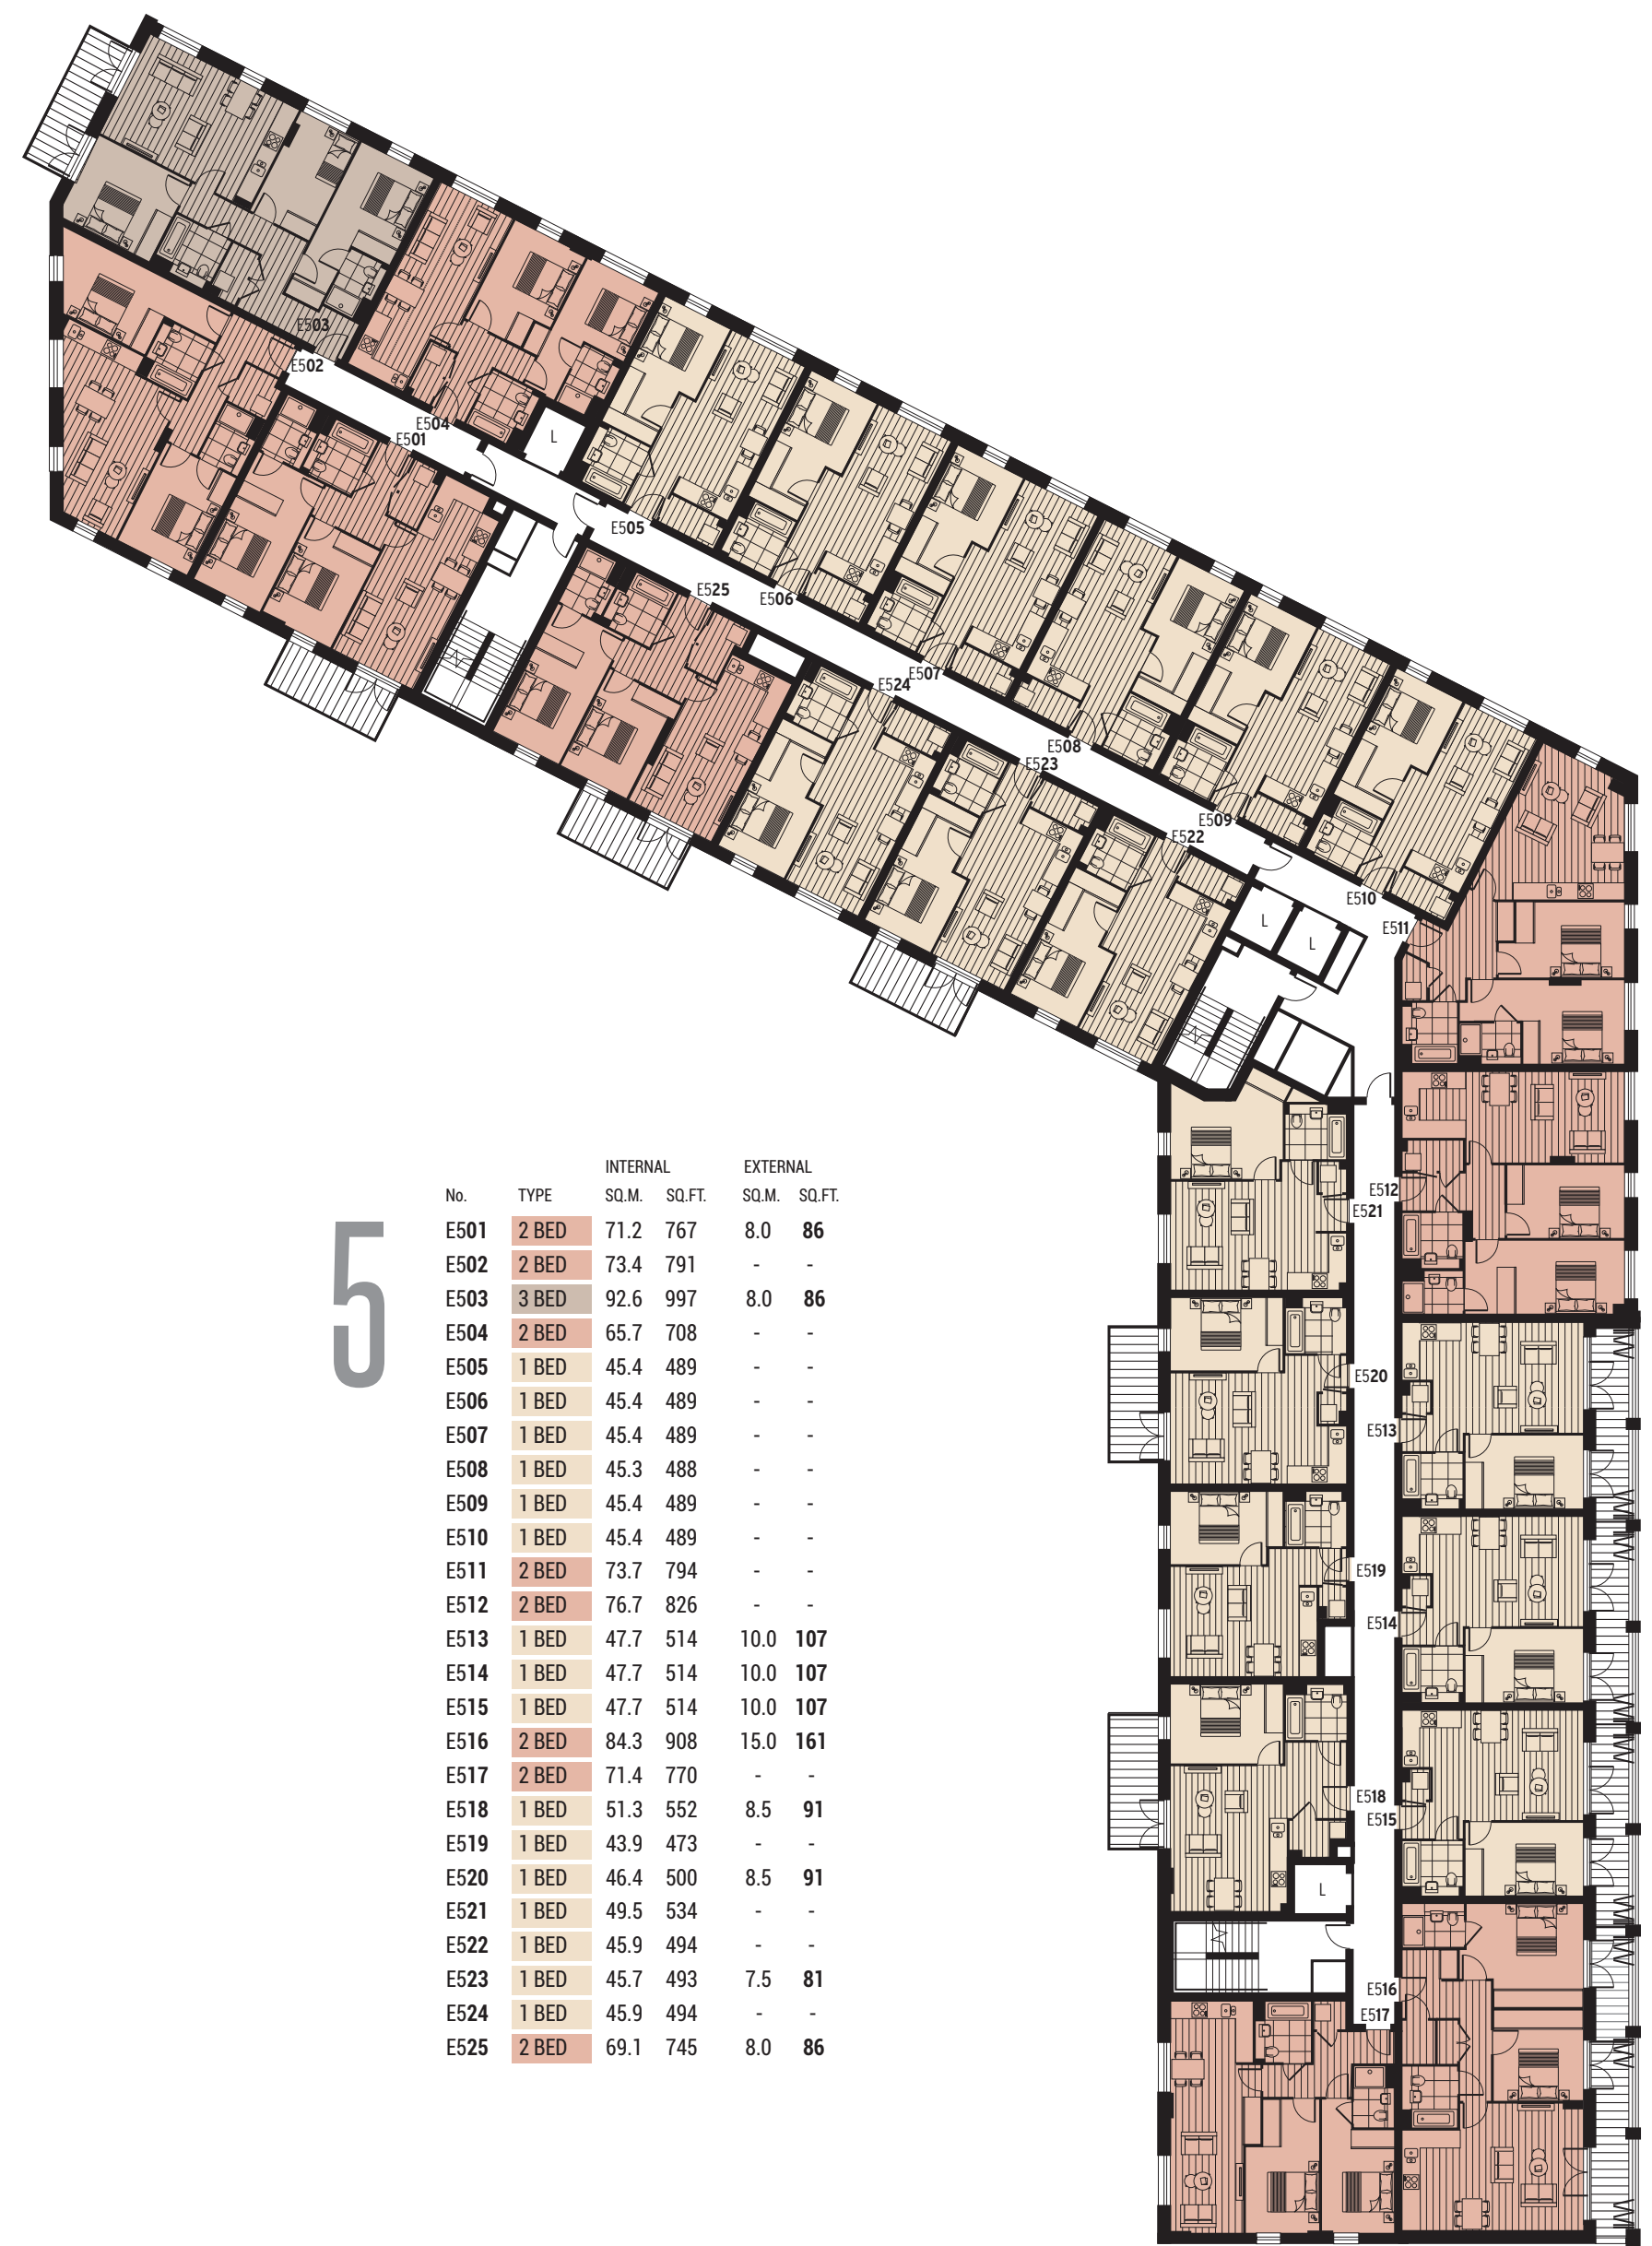 E503
E502
E504
E501
L
E505
E525
E506
E507
E524
E508
E523
E509
E522
E510
L
L
E511
E512
E521
E520
E513
E519
E514
E518
E515
L
E516
E517
5
INTERNAL EXTERNAL
No. TYPE SQ.M. SQ.FT. SQ.M. SQ.FT.
E501 2 BED 71.2 767 8.0 86
E502 2 BED 73.4 791 - -
E503 3 BED 92.6 997 8.0 86
E504 2 BED 65.7 708 - -
E505 1 BED 45.4 489 - -
E506 1 BED 45.4 489 - -
E507 1 BED 45.4 489 - -
E508 1 BED 45.3 488 - -
E509 1 BED 45.4 489 - -
E510 1 BED 45.4 489 - -
E511 2 BED 73.7 794 - -
E512 2 BED 76.7 826 - -
E513 1 BED 47.7 514 10.0 107
E514 1 BED 47.7 514 10.0 107
E515 1 BED 47.7 514 10.0 107
E516 2 BED 84.3 908 15.0 161
E517 2 BED 71.4 770 - -
E518 1 BED 51.3 552 8.5 91
E519 1 BED 43.9 473 - -
E520 1 BED 46.4 500 8.5 91
E521 1 BED 49.5 534 - -
E522 1 BED 45.9 494 - -
E523 1 BED 45.7 493 7.5 81
E524 1 BED 45.9 494 - -
E525 2 BED 69.1 745 8.0 86